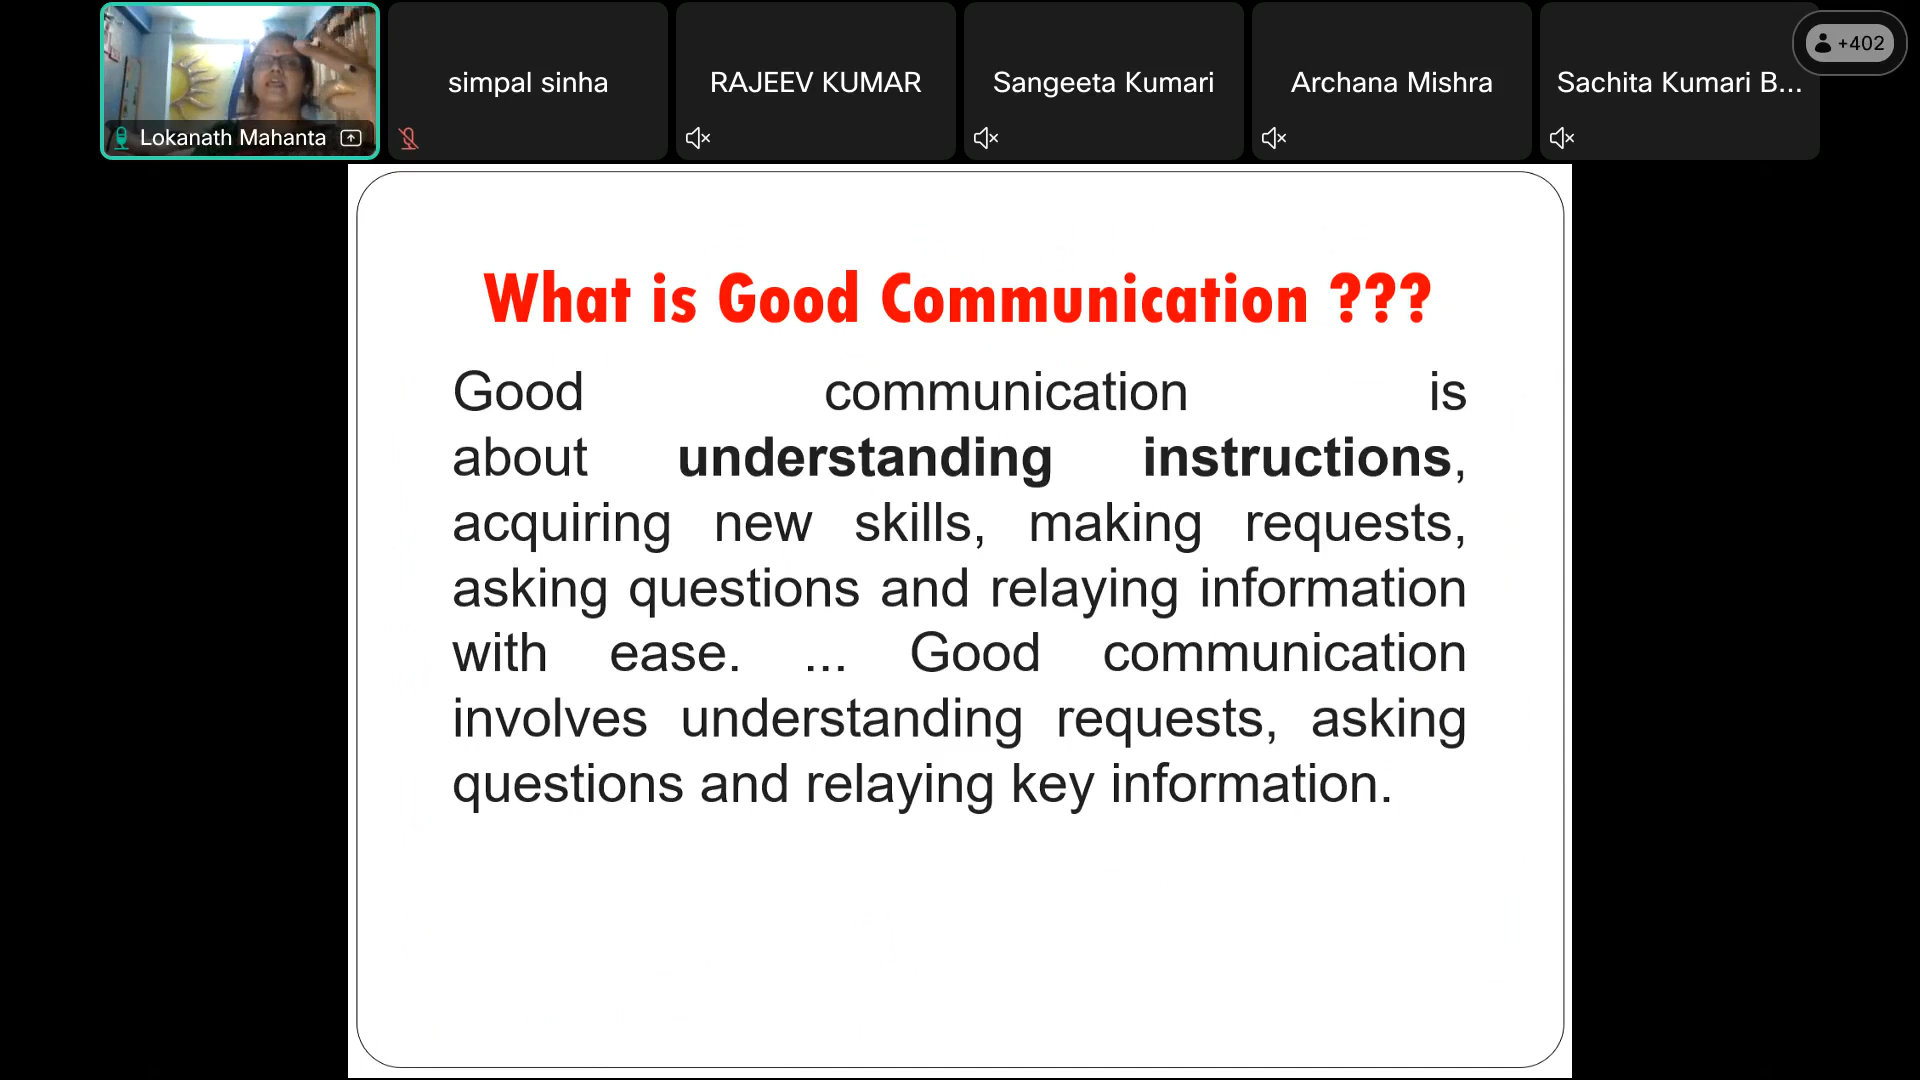 Lokanath Mahanta
simpal sinha
RAJEEV KUMAR
Sangeeta Kumari
Archana Mishra
Sachita Kumari B...
+402
What is Good Communication ???
Good communication is
about understanding instructions,
acquiring new skills, making requests,
asking questions and relaying information
with ease. ... Good communication
involves understanding requests, asking
questions and relaying key information.